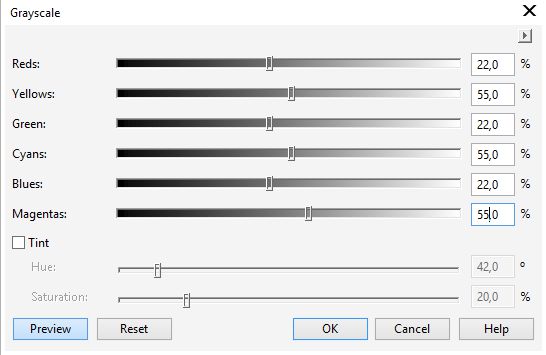 Grayscale
Reds: 22,0 %
Yellows: 55,0 %
Green: 22,0 %
Cyans: 55,0 %
Blues: 22,0 %
Magentas: 55,0 %
Tint
Hue: 42,0 °
Saturation: 20,0 %
Preview Reset OK Cancel Help